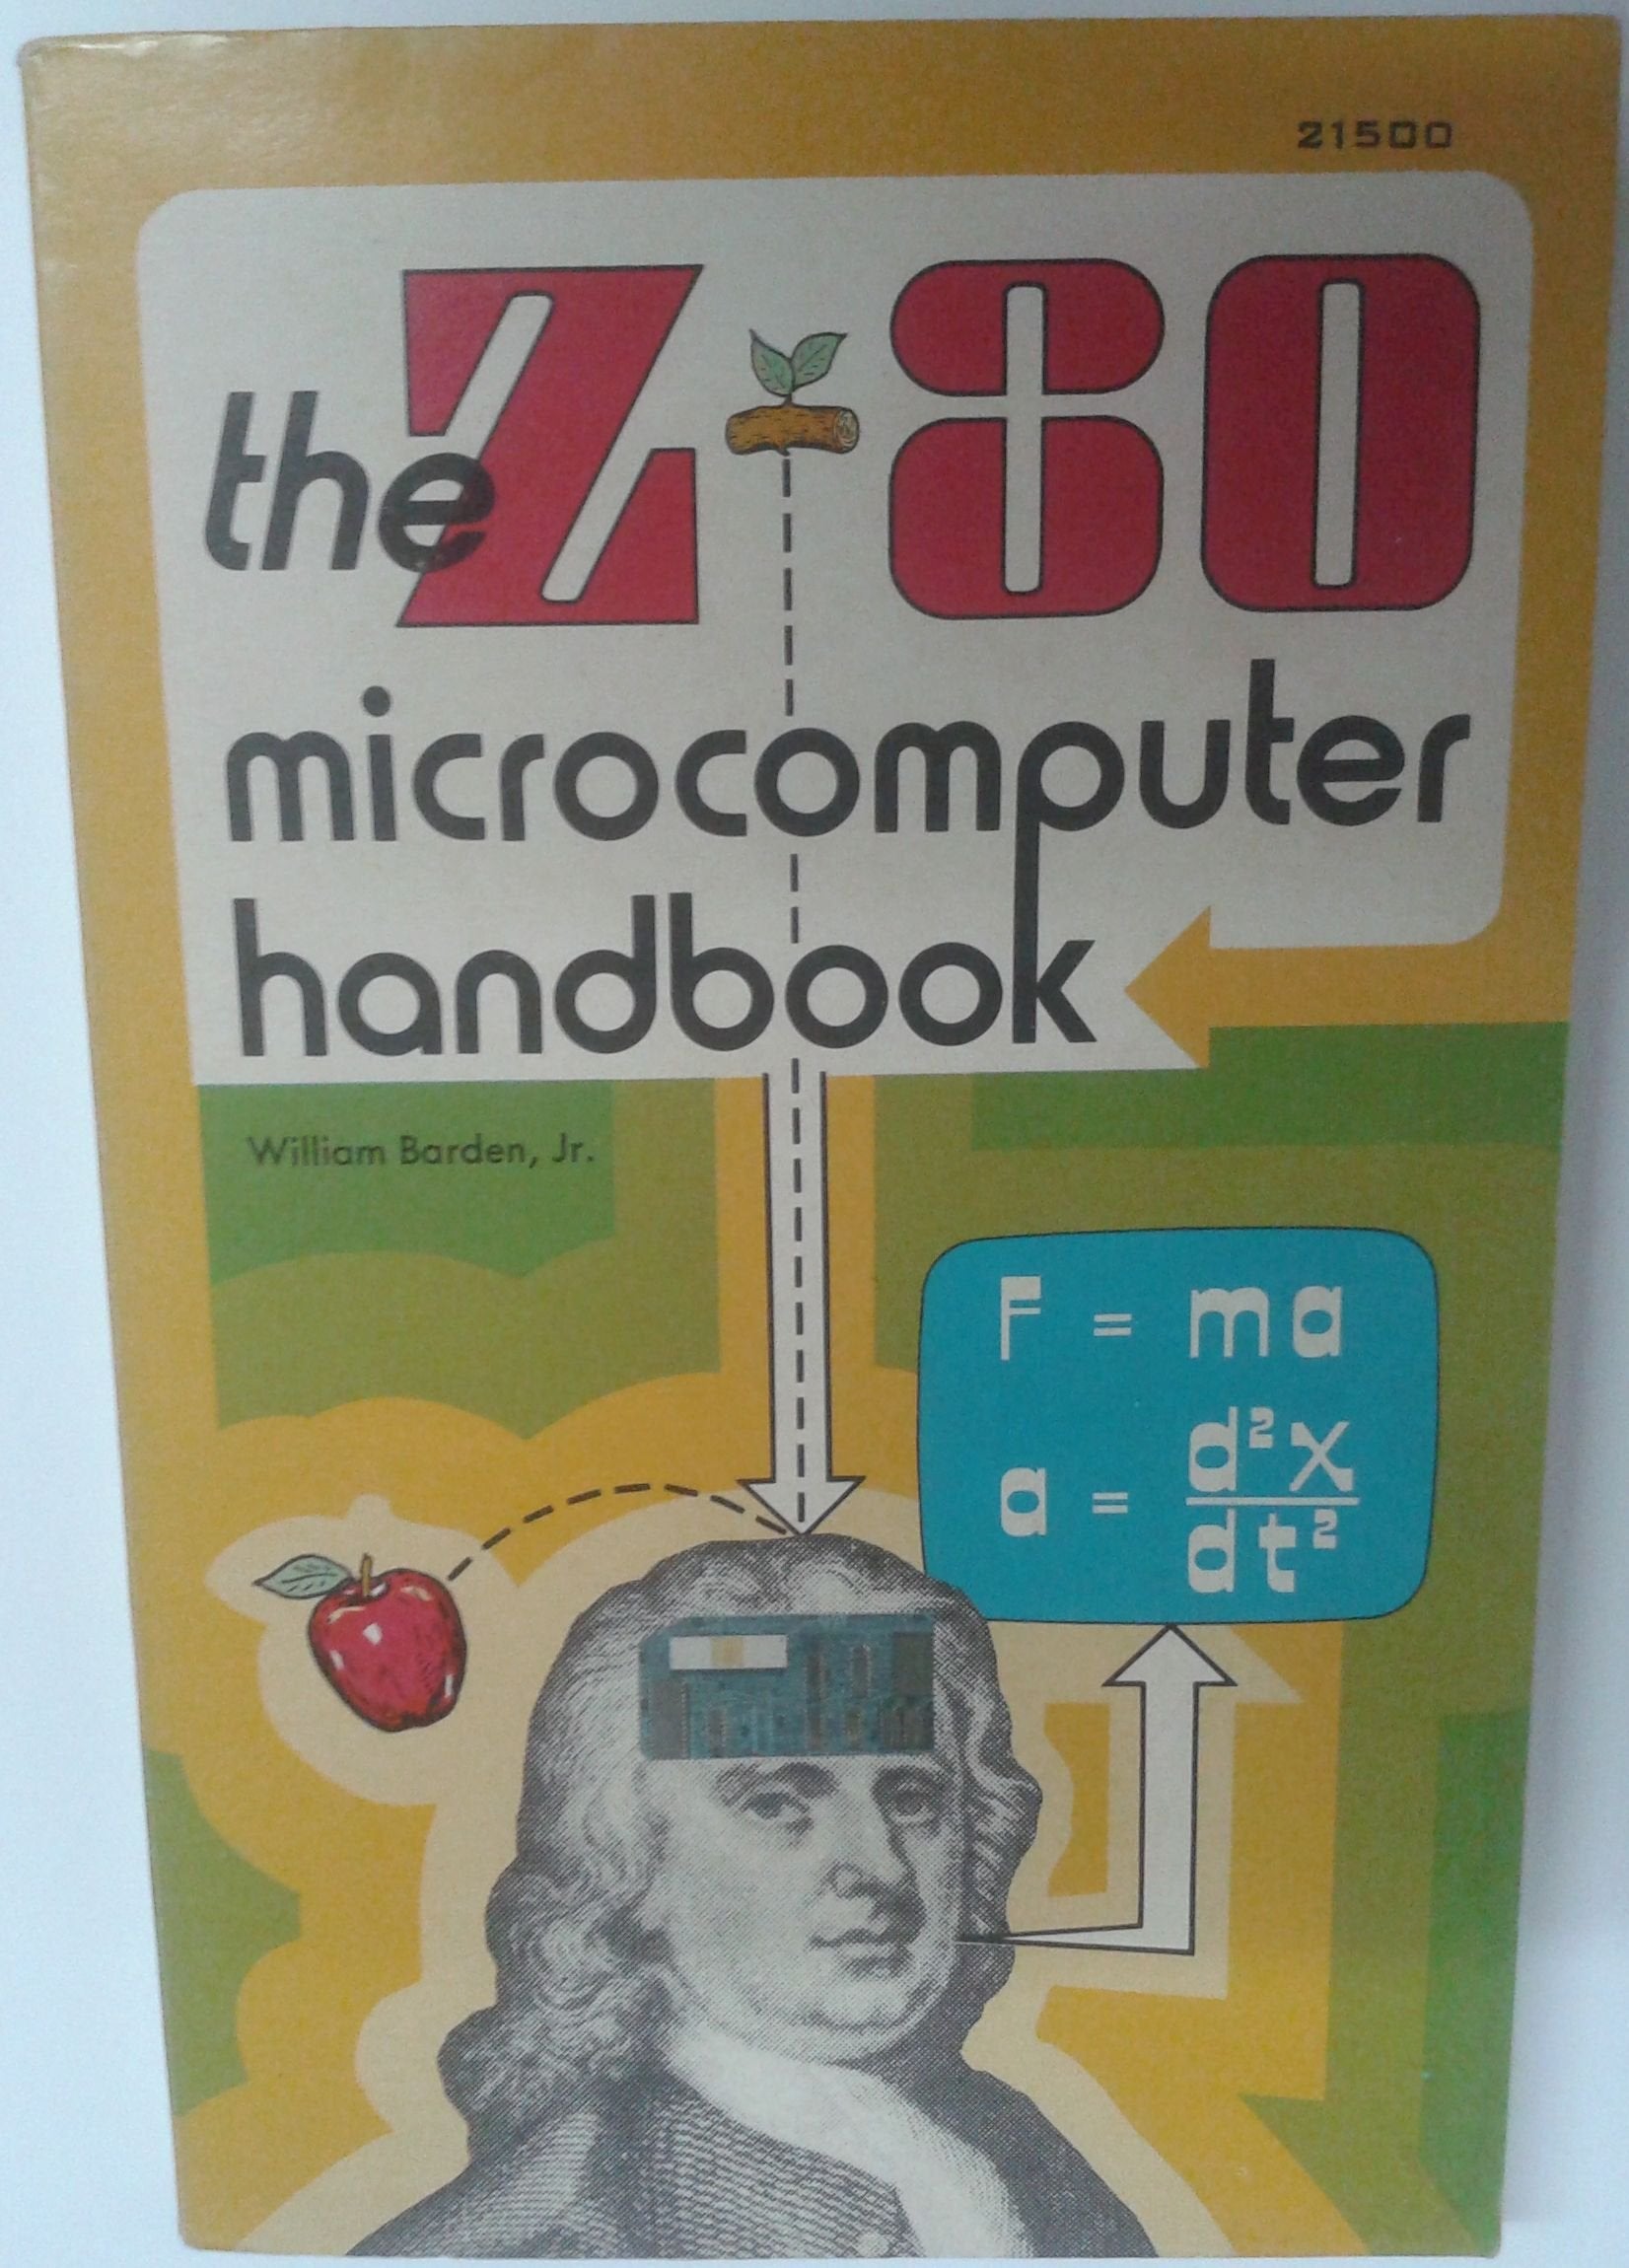 21500
the Z-80
microcomputer
handbook
William Barden, Jr.
F = ma
a = d²x/dt²